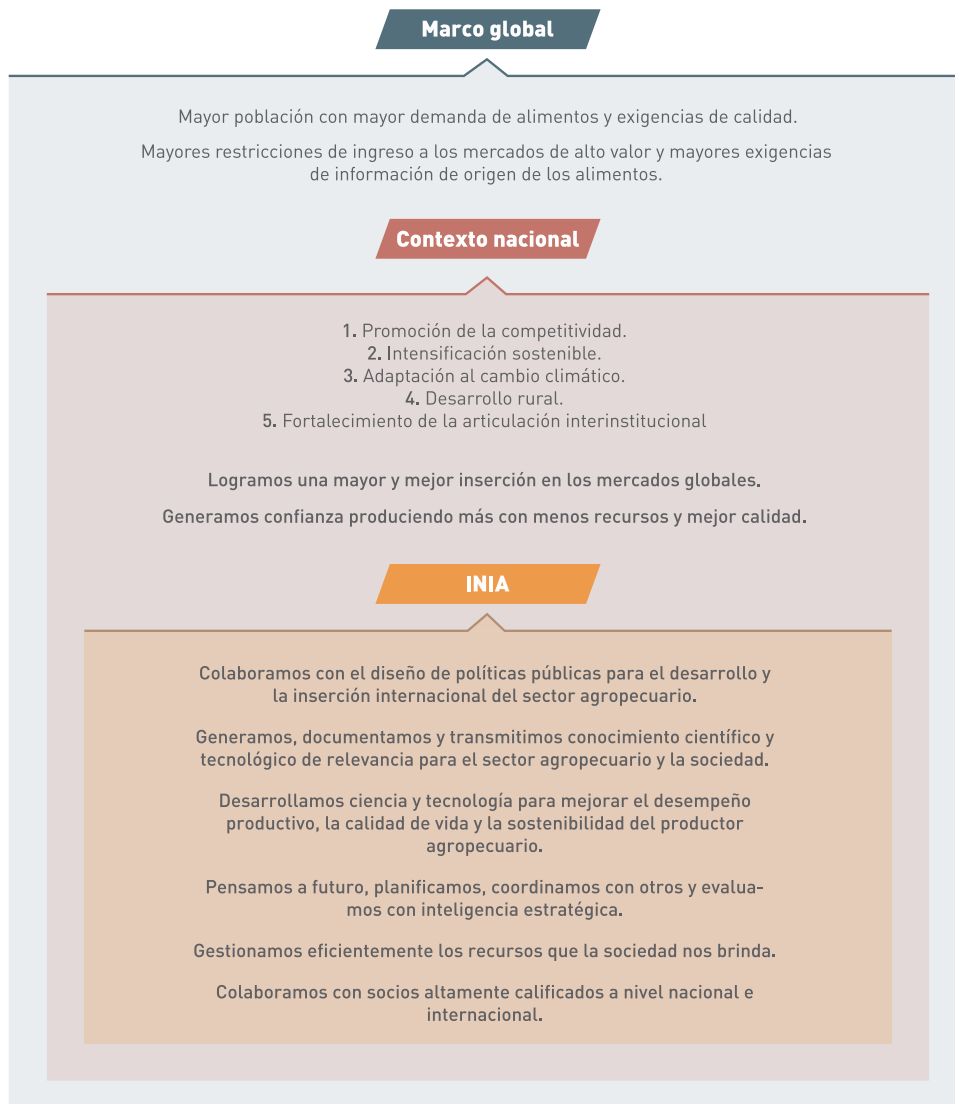 Marco global
Mayor población con mayor demanda de alimentos y exigencias de calidad.
Mayores restricciones de ingreso a los mercados de alto valor y mayores exigencias
de información de origen de los alimentos.
Contexto nacional
1. Promoción de la competitividad.
2. Intensificación sostenible.
3. Adaptación al cambio climático.
4. Desarrollo rural.
5. Fortalecimiento de la articulación interinstitucional
Logramos una mayor y mejor inserción en los mercados globales.
Generamos confianza produciendo más con menos recursos y mejor calidad.
INIA
Colaboramos con el diseño de políticas públicas para el desarrollo y
la inserción internacional del sector agropecuario.
Generamos, documentamos y transmitimos conocimiento científico y
tecnológico de relevancia para el sector agropecuario y la sociedad.
Desarrollamos ciencia y tecnología para mejorar el desempeño
productivo, la calidad de vida y la sostenibilidad del productor
agropecuario.
Pensamos a futuro, planificamos, coordinamos con otros y evalua-
mos con inteligencia estratégica.
Gestionamos eficientemente los recursos que la sociedad nos brinda.
Colaboramos con socios altamente calificados a nivel nacional e
internacional.